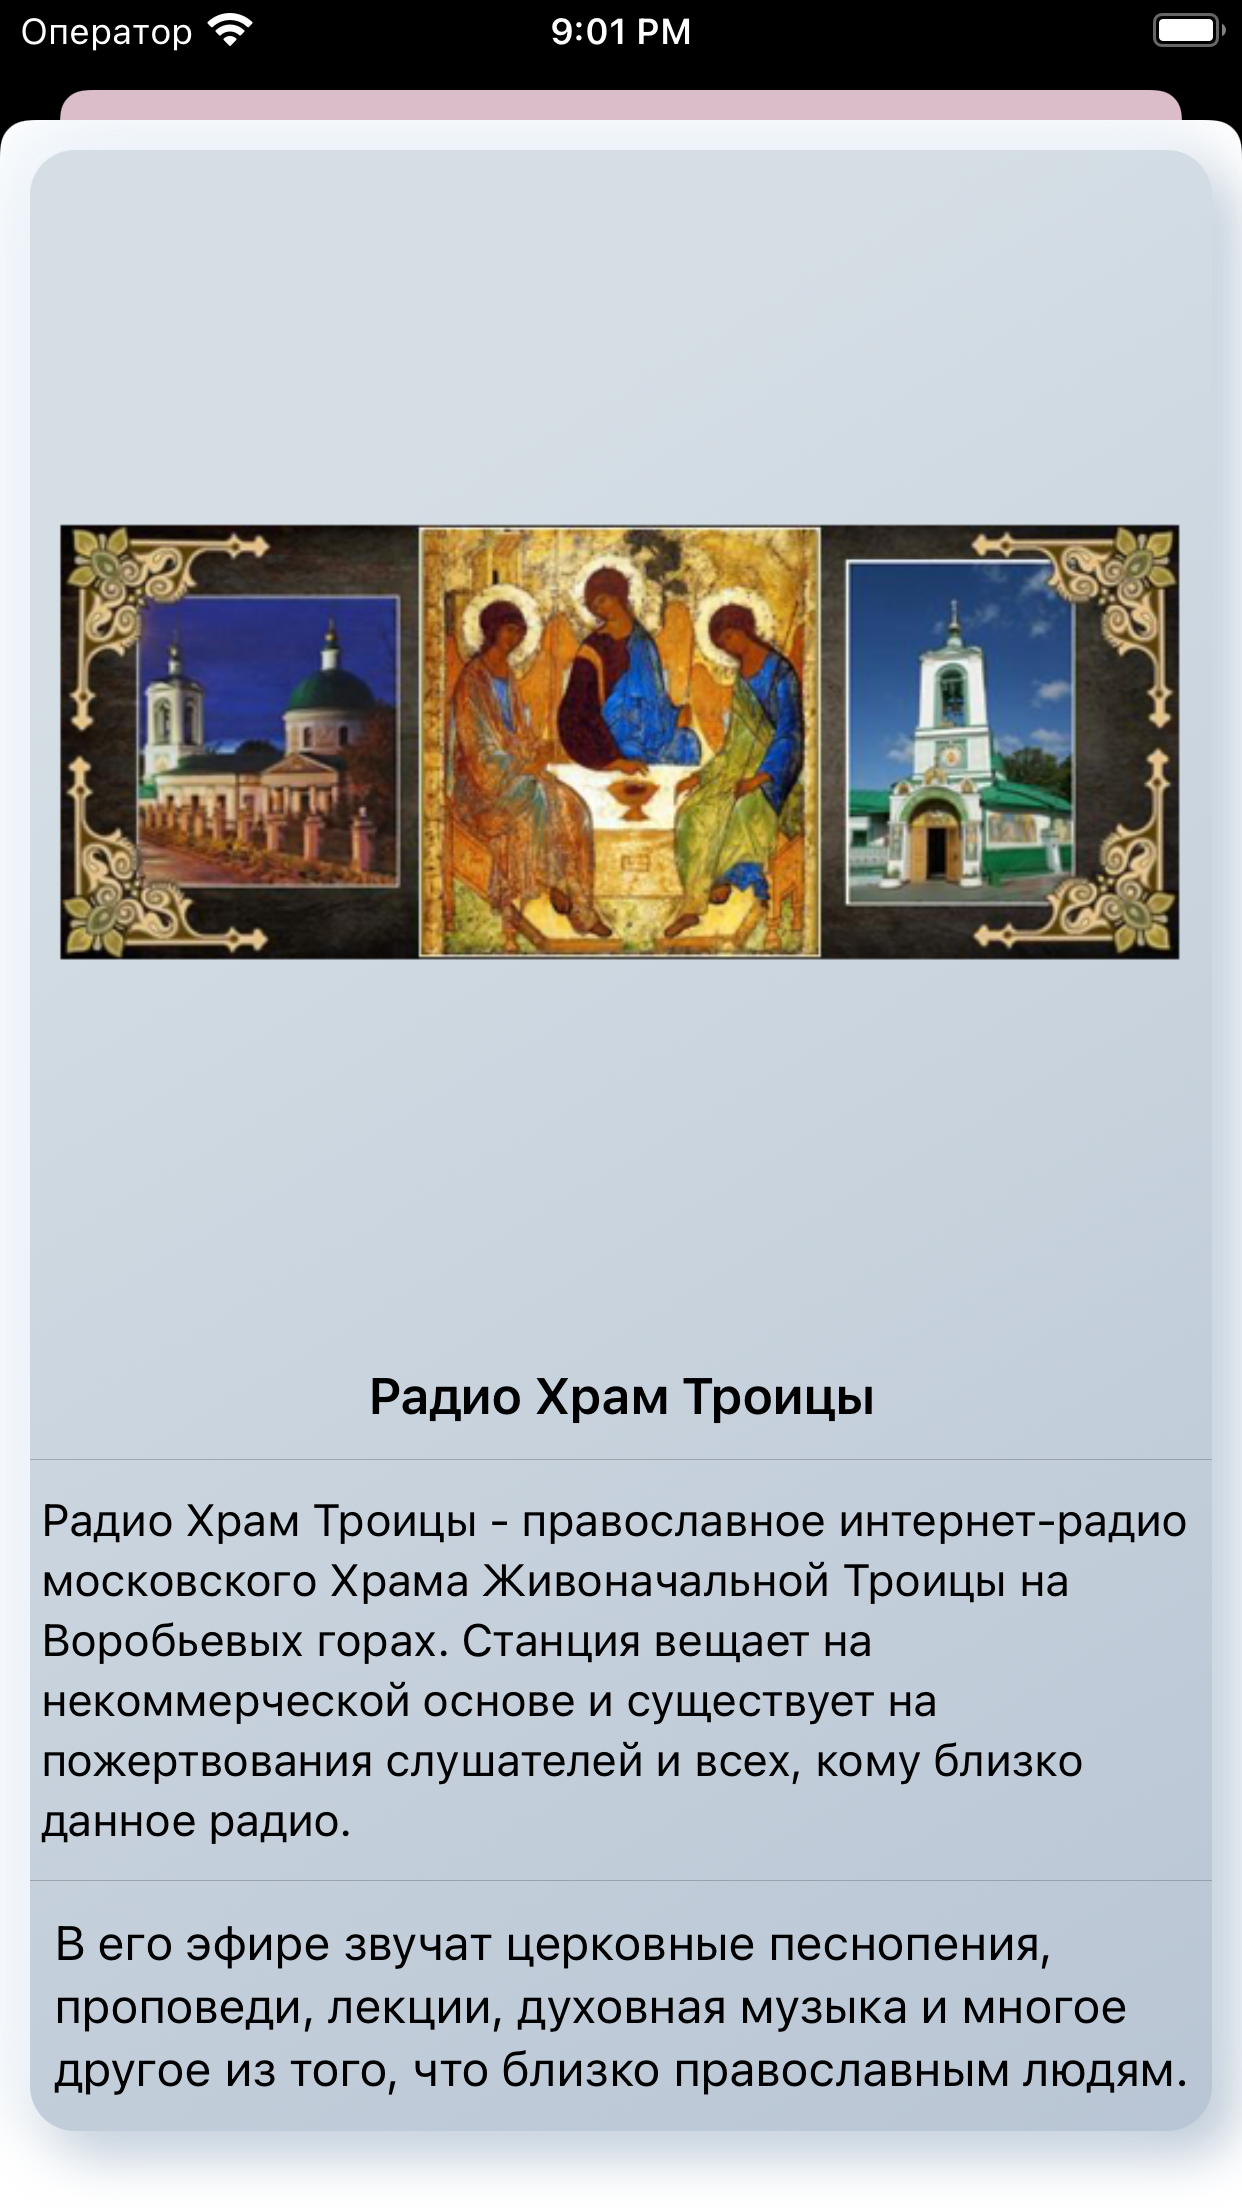 Оператор
9:01 PM
Радио Храм Троицы
Радио Храм Троицы - православное интернет-радио
московского Храма Живоначальной Троицы на
Воробьевых горах. Станция вещает на
некоммерческой основе и существует на
пожертвования слушателей и всех, кому близко
данное радио.
В его эфире звучат церковные песнопения,
проповеди, лекции, духовная музыка и многое
другое из того, что близко православным людям.